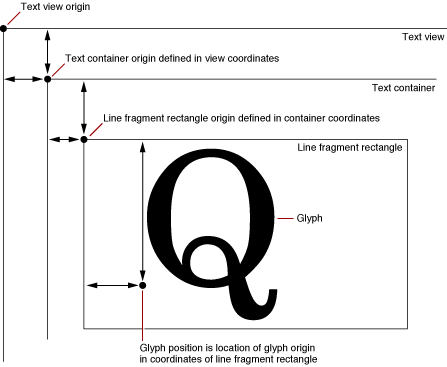 Text view origin
Text view
Text container origin defined in view coordinates
Text container
Line fragment rectangle origin defined in container coordinates
Line fragment rectangle
Q
Glyph
Glyph position is location of glyph origin
in coordinates of line fragment rectangle